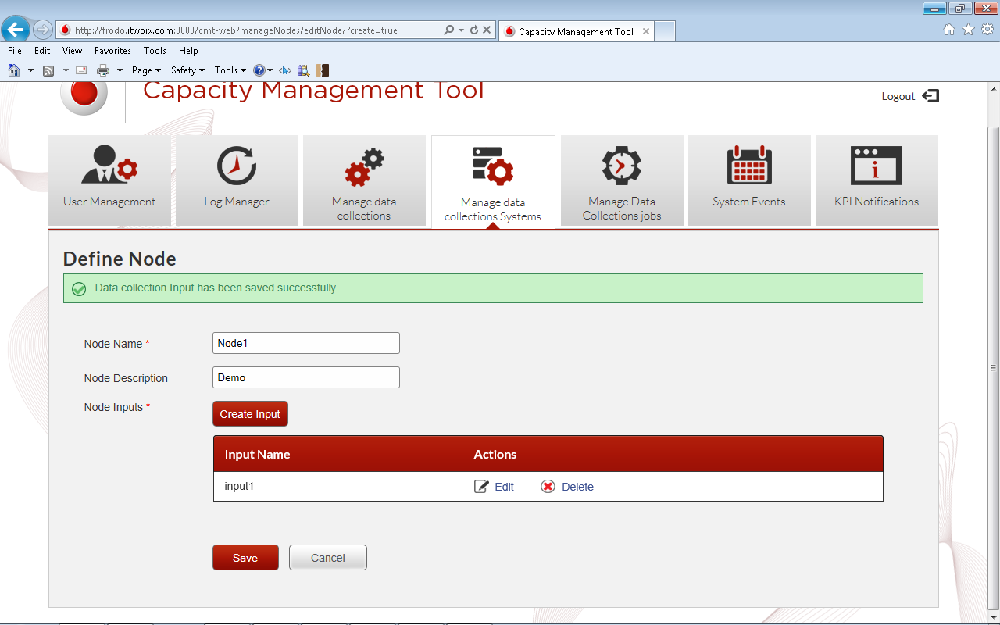 http://frodo.itworx.com:8080/cmt-web/manageNodes/editNode/?create=true
Capacity Management Tool
File Edit View Favorites Tools Help
Page Safety Tools
Capacity Management Tool
Logout
User Management
Log Manager
Manage data
collections
Manage data
collections Systems
Manage Data
Collections jobs
System Events
KPI Notifications
Define Node
Data collection Input has been saved successfully
Node Name * Node1
Node Description Demo
Node Inputs * Create Input
Input Name Actions
input1 Edit Delete
Save Cancel